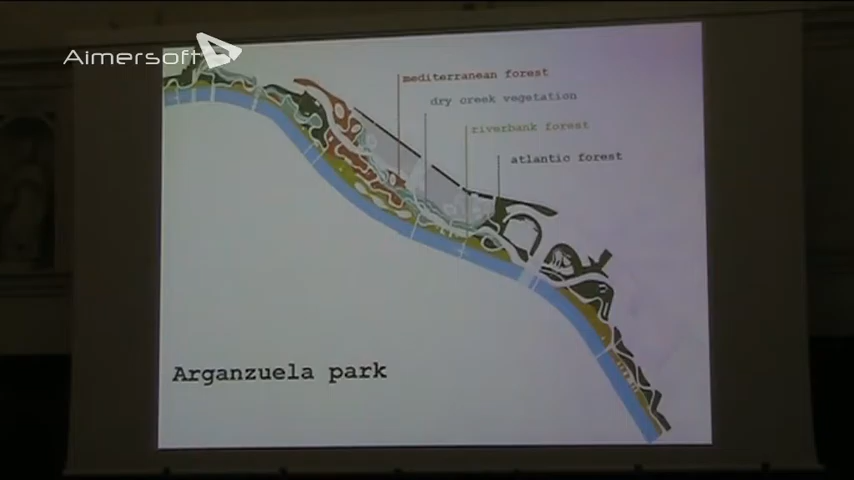 Aimersoft
mediterranean forest
dry creek vegetation
riverbank forest
atlantic forest
Arganzuela park